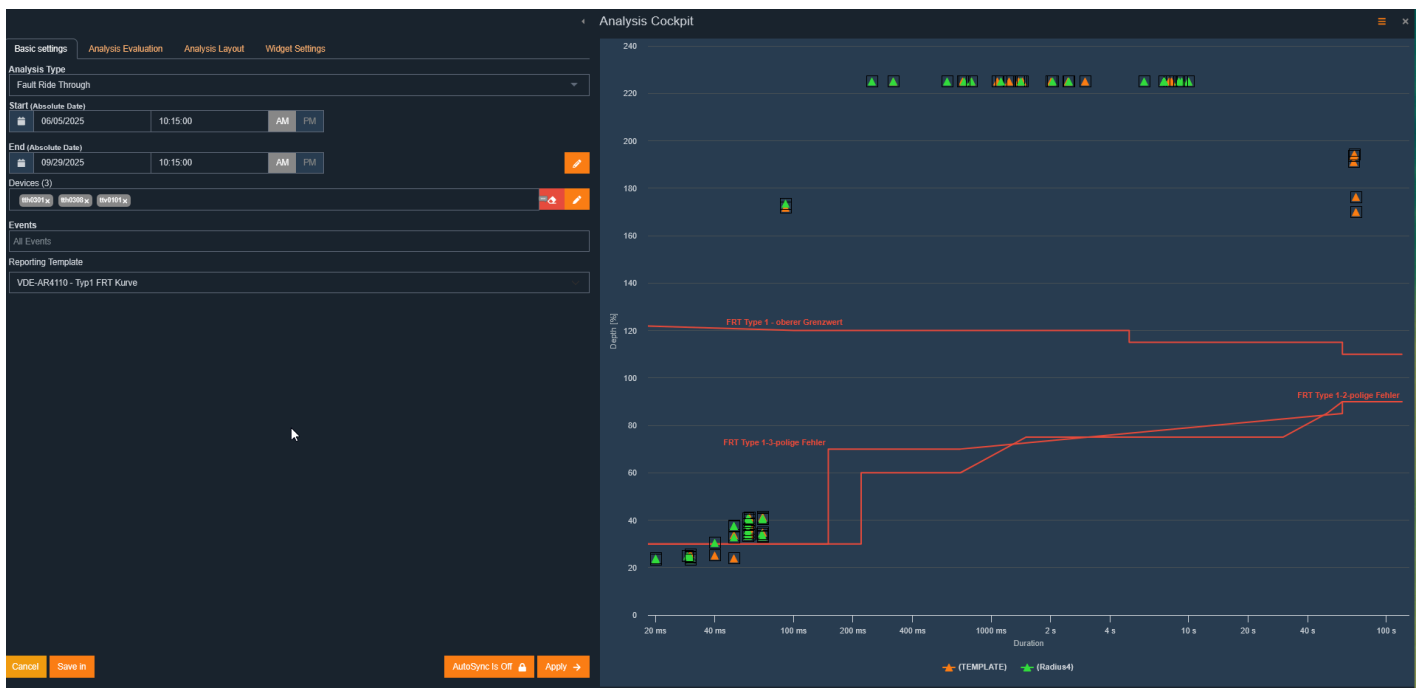 Analysis Cockpit
Basic settings Analysis Evaluation Analysis Layout Widget Settings
Analysis Type
Fault Ride Through
Start (Absolute Date)
06/05/2025 10:15:00 AM PM
End (Absolute Date)
09/29/2025 10:15:00 AM PM
Devices (3)
tth0301 x tth0308 x ttv0101 x
Events
All Events
Reporting Template
VDE-AR4110 - Typ1 FRT Kurve
Cancel Save in AutoSync Is Off Apply
240
220
200
180
160
140
120
100
80
60
40
20
0
Depth [%]
FRT Type 1 - oberer Grenzwert
FRT Type 1-2-polige Fehler
FRT Type 1-3-polige Fehler
20 ms 40 ms 100 ms 200 ms 400 ms 1000 ms 2 s 4 s 10 s 20 s 40 s 100 s
Duration
(TEMPLATE) (Radius4)